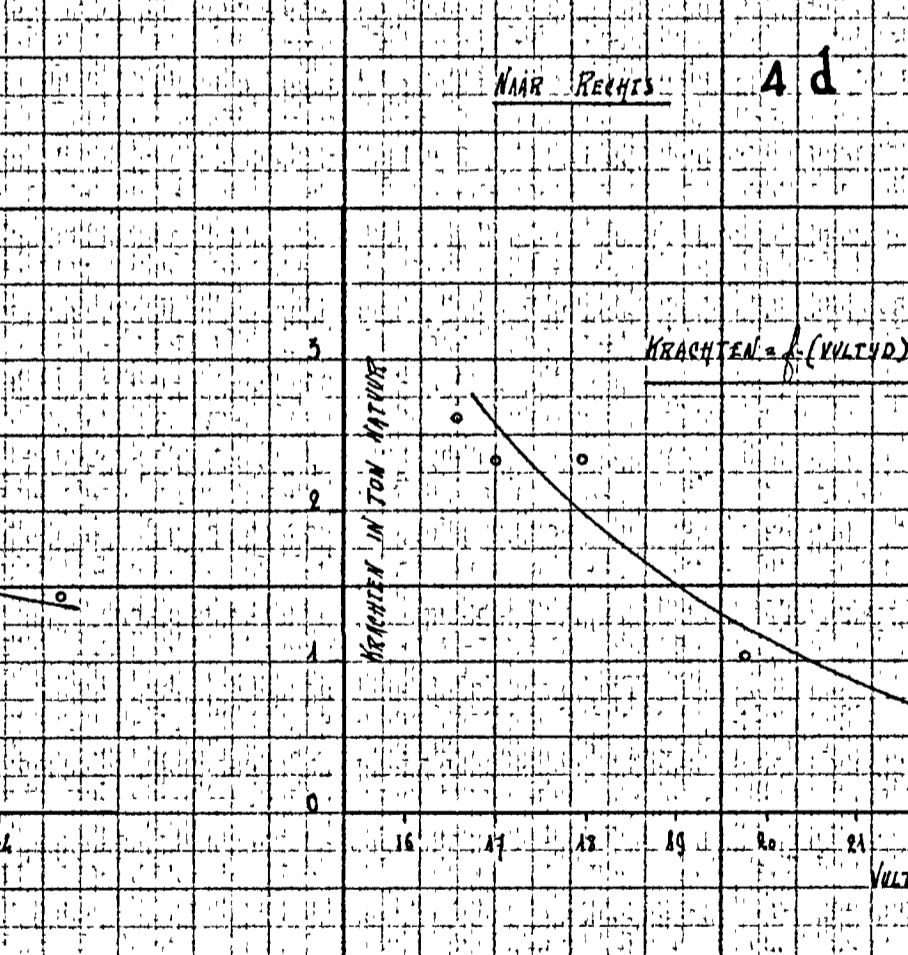 NAAR RECHTS
4 d
KRACHTEN = f (VULTYD)
KRACHTEN IN TON NATUUR
3
2
1
0
16 17 18 19 20 21